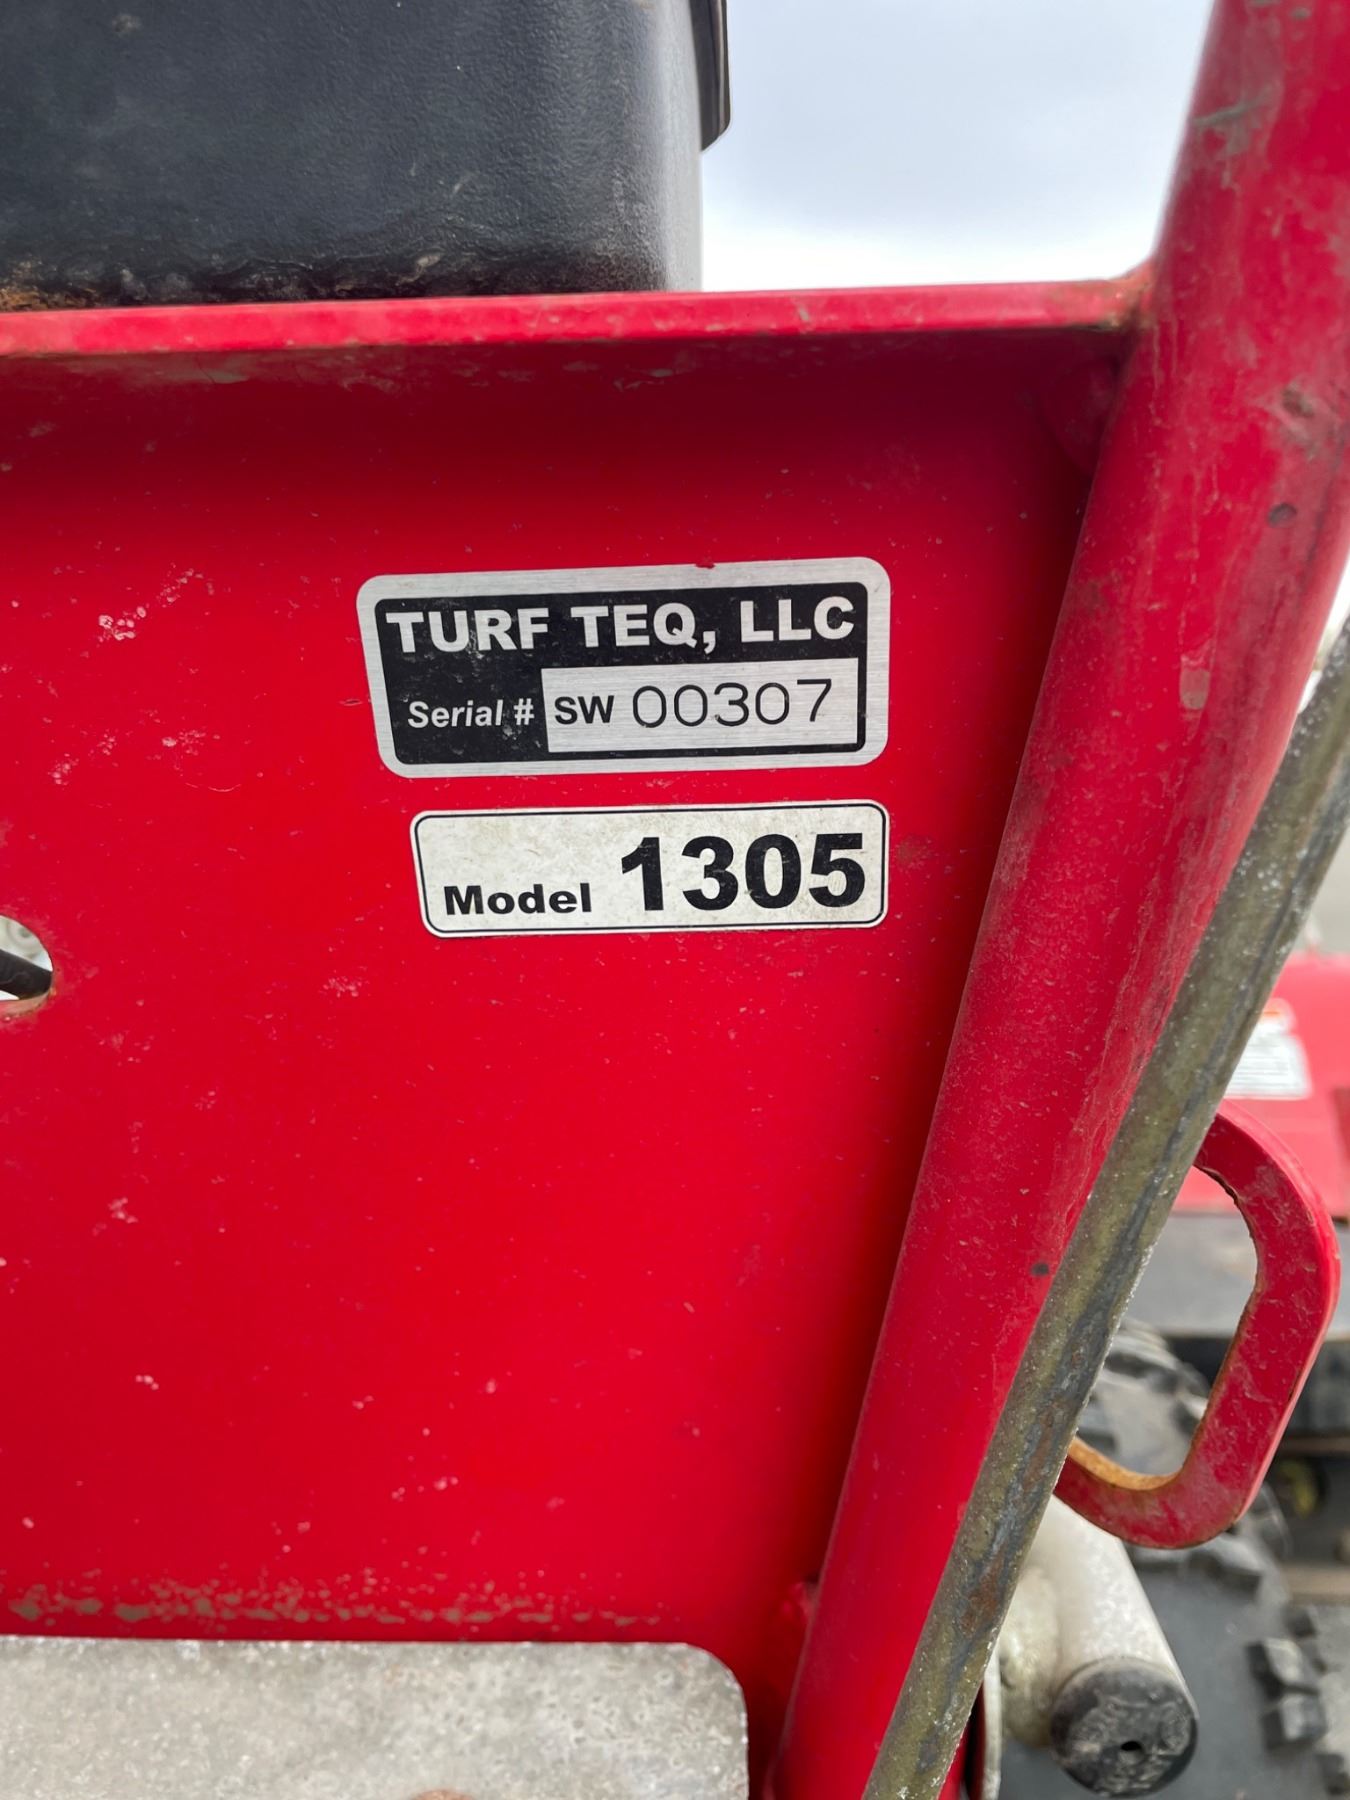 TURF TEQ, LLC
Serial # SW 00307
Model 1305